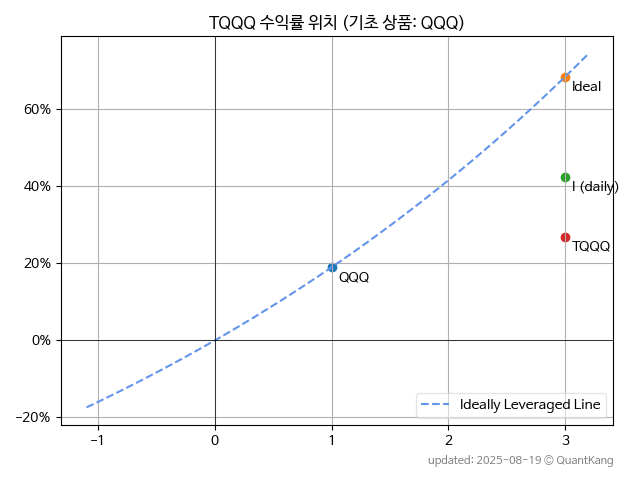 TQQQ 수익률 위치 (기초 상품: QQQ)
60%
40%
20%
0%
−20%
Ideal
I (daily)
TQQQ
QQQ
Ideally Leveraged Line
−1 0 1 2 3
updated: 2025-08-19 © QuantKang